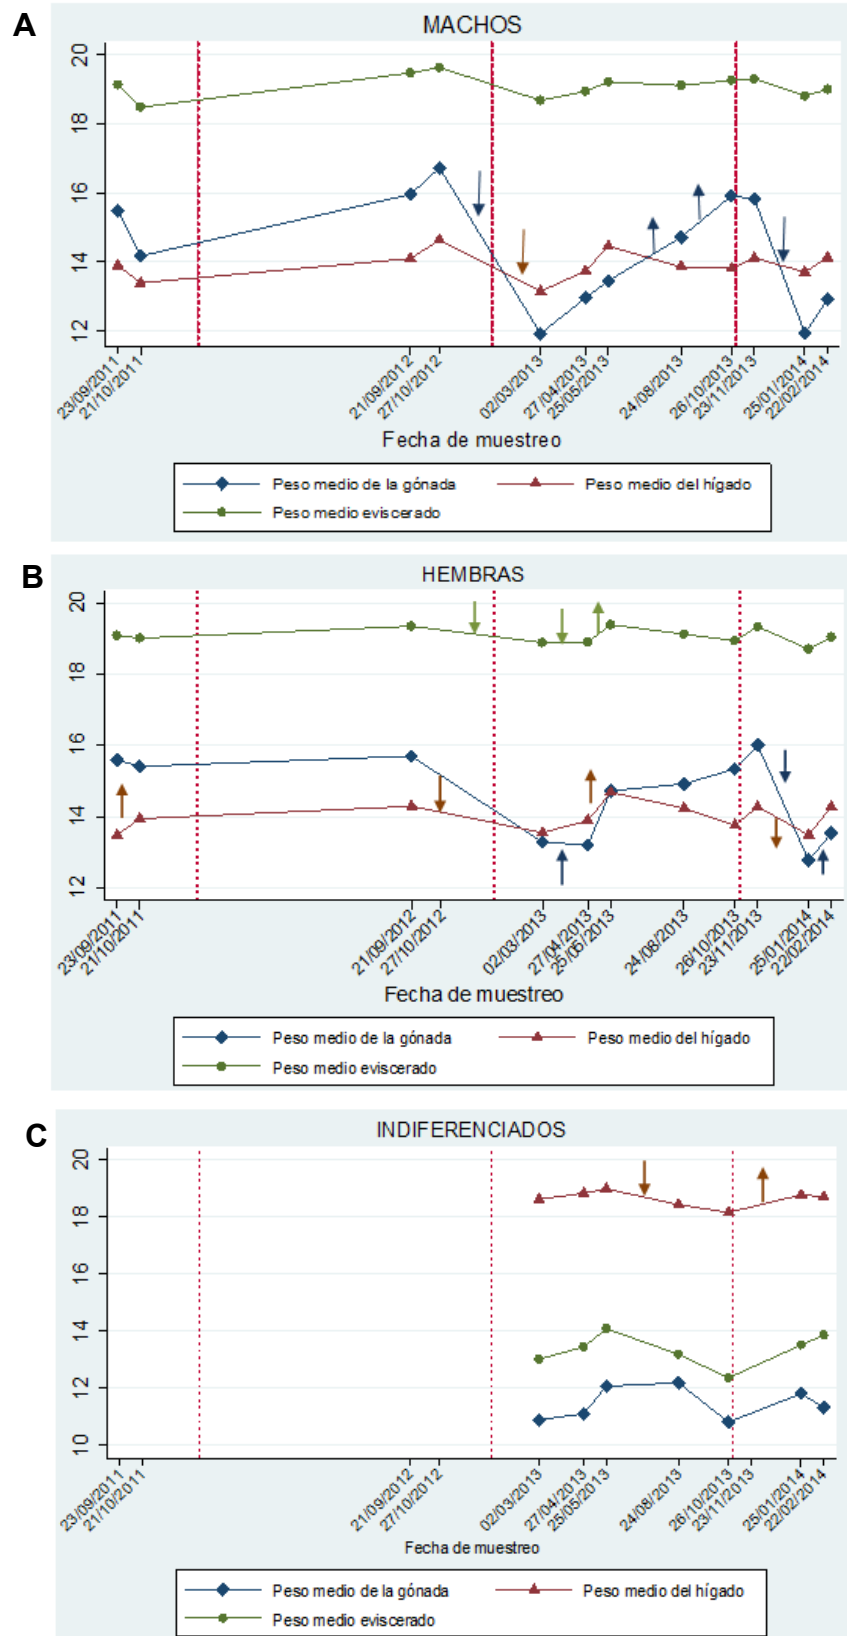 A
MACHOS
20
18
16
14
12
23/09/2011
21/10/2011
21/09/2012
27/10/2012
02/03/2013
27/04/2013
25/05/2013
24/08/2013
26/10/2013
23/11/2013
25/01/2014
22/02/2014
Fecha de muestreo
Peso medio de la gónada
Peso medio del hígado
Peso medio eviscerado
B
HEMBRAS
20
18
16
14
12
23/09/2011
21/10/2011
21/09/2012
27/10/2012
02/03/2013
27/04/2013
25/05/2013
24/08/2013
26/10/2013
23/11/2013
25/01/2014
22/02/2014
Fecha de muestreo
Peso medio de la gónada
Peso medio del hígado
Peso medio eviscerado
C
INDIFERENCIADOS
20
18
16
14
12
10
23/09/2011
21/10/2011
21/09/2012
27/10/2012
02/03/2013
27/04/2013
25/05/2013
24/08/2013
26/10/2013
23/11/2013
25/01/2014
22/02/2014
Fecha de muestreo
Peso medio de la gónada
Peso medio del hígado
Peso medio eviscerado